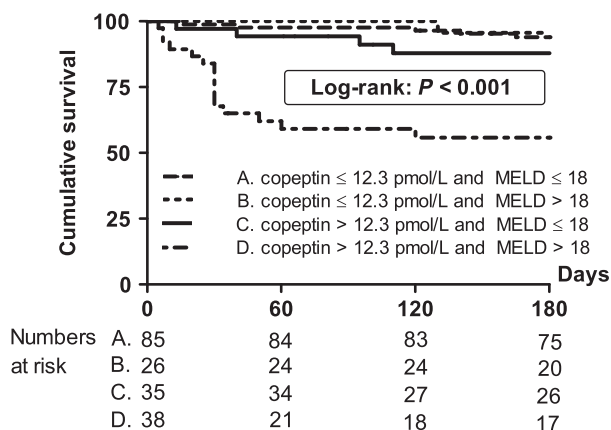 Cumulative survival
100
75
50
25
0
Log-rank: P < 0.001
A. copeptin ≤ 12.3 pmol/L and MELD ≤ 18
B. copeptin ≤ 12.3 pmol/L and MELD > 18
C. copeptin > 12.3 pmol/L and MELD ≤ 18
D. copeptin > 12.3 pmol/L and MELD > 18
Days
0 60 120 180
Numbers at risk
A. 85 84 83 75
B. 26 24 24 20
C. 35 34 27 26
D. 38 21 18 17